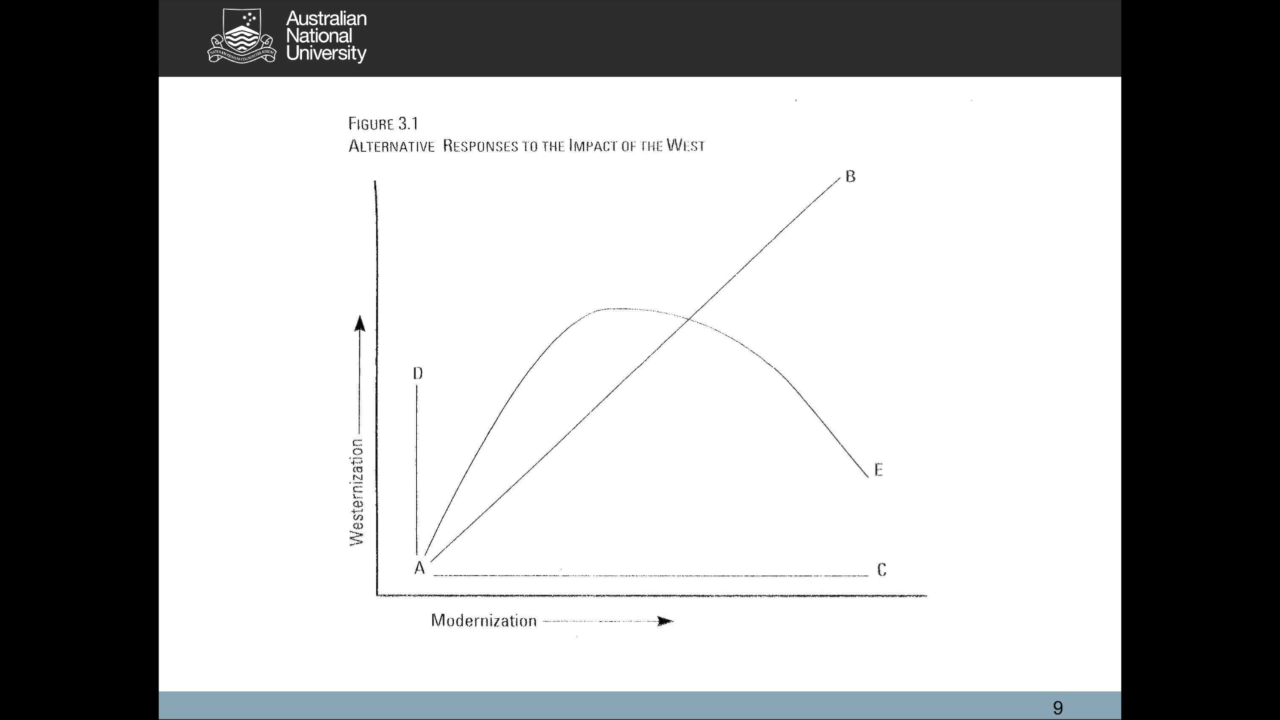 Australian
National
University
FIGURE 3.1
ALTERNATIVE RESPONSES TO THE IMPACT OF THE WEST
B
D
Westernization
E
A
C
Modernization
9